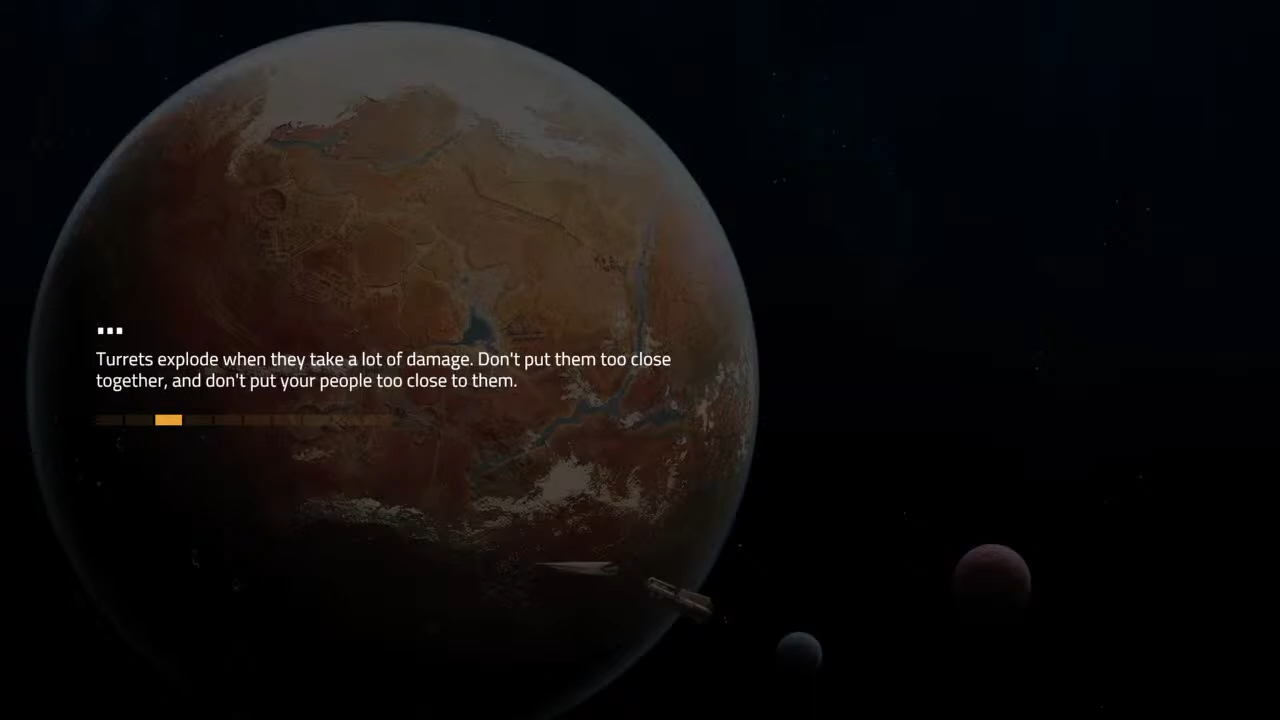 ...
Turrets explode when they take a lot of damage. Don't put them too close
together, and don't put your people too close to them.